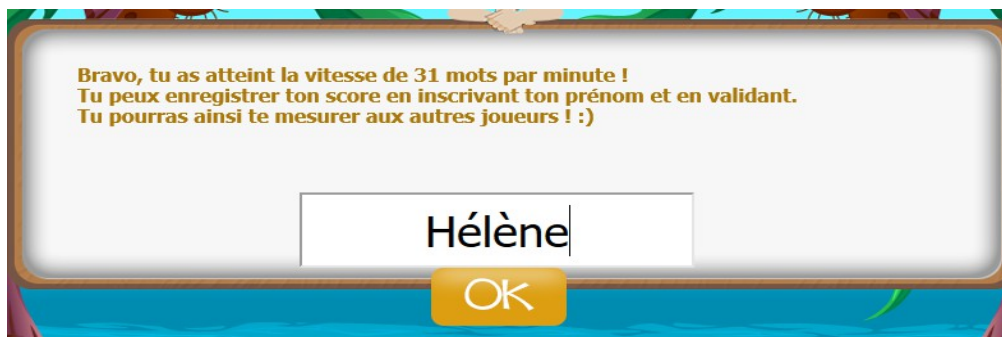 Bravo, tu as atteint la vitesse de 31 mots par minute !
Tu peux enregistrer ton score en inscrivant ton prénom et en validant.
Tu pourras ainsi te mesurer aux autres joueurs ! :)
Hélène
OK